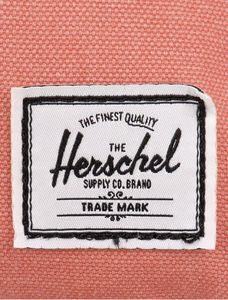 THE FINEST QUALITY
THE
Herschel
SUPPLY CO. BRAND
TRADE MARK